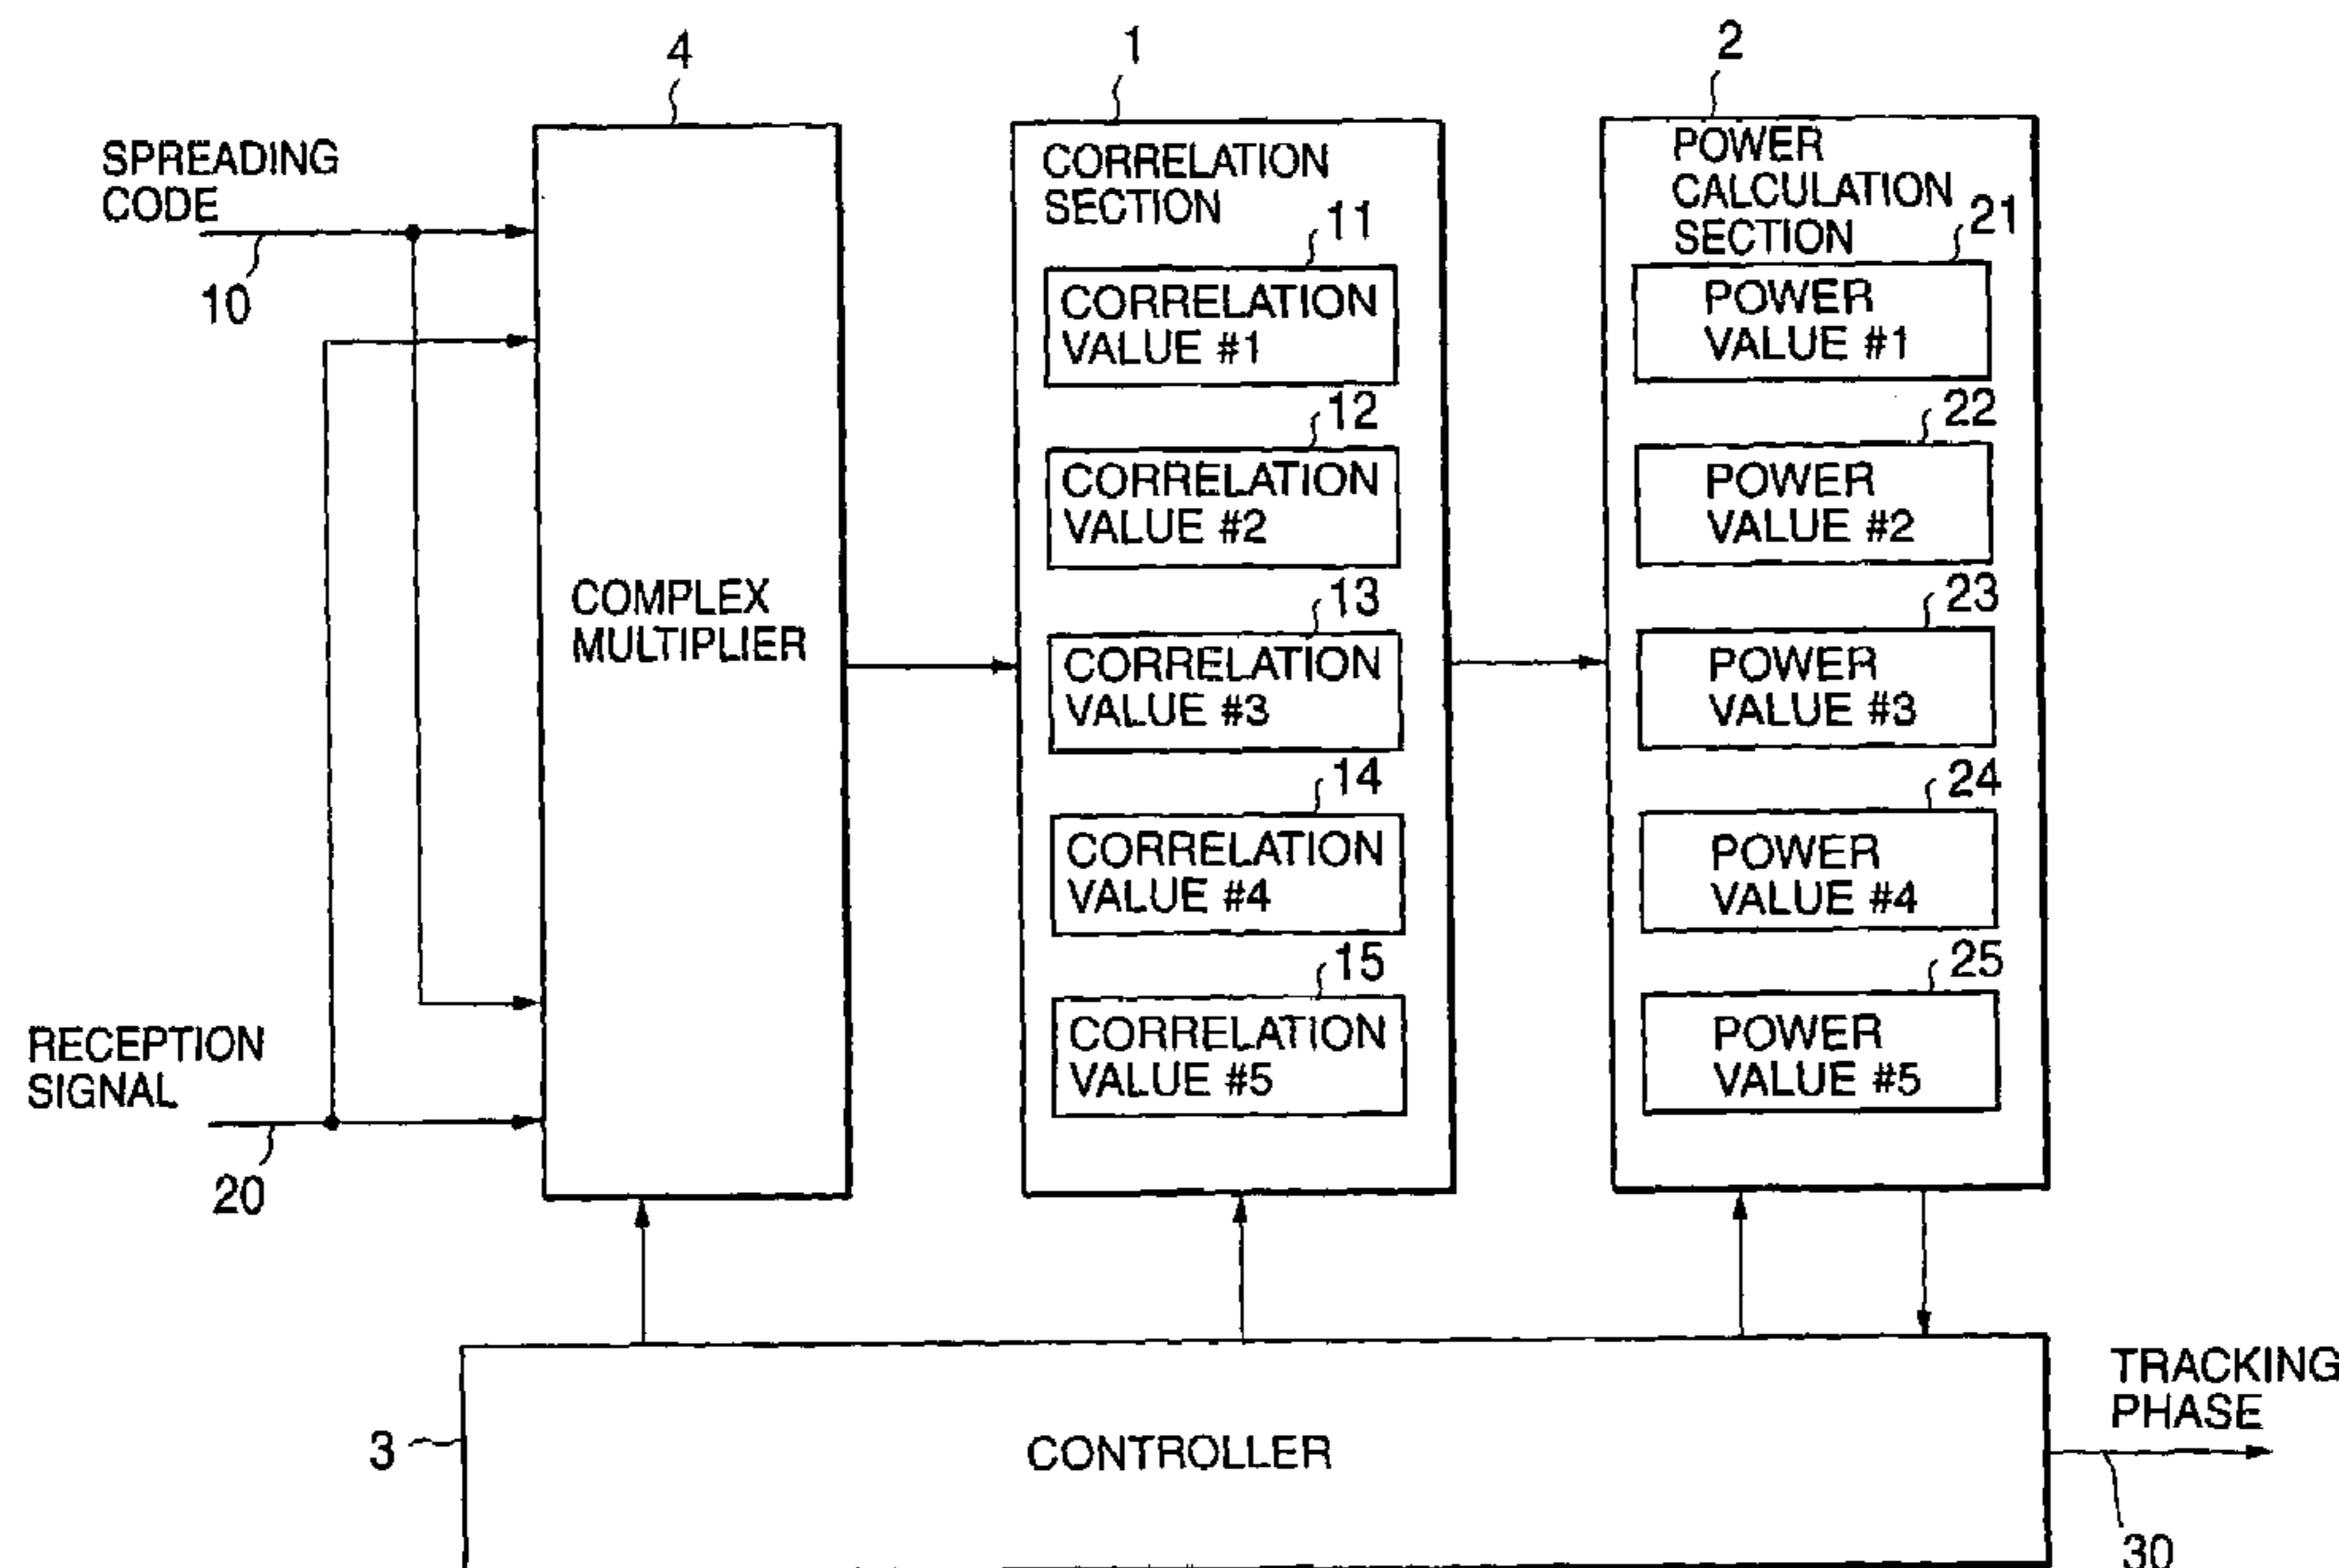 4
1
2
SPREADING
CODE
10
CORRELATION
SECTION
11
CORRELATION
VALUE #1
12
CORRELATION
VALUE #2
13
CORRELATION
VALUE #3
14
CORRELATION
VALUE #4
15
CORRELATION
VALUE #5
POWER
CALCULATION
SECTION
21
POWER
VALUE #1
22
POWER
VALUE #2
23
POWER
VALUE #3
24
POWER
VALUE #4
25
POWER
VALUE #5
COMPLEX
MULTIPLIER
RECEPTION
SIGNAL
20
3
CONTROLLER
TRACKING
PHASE
30